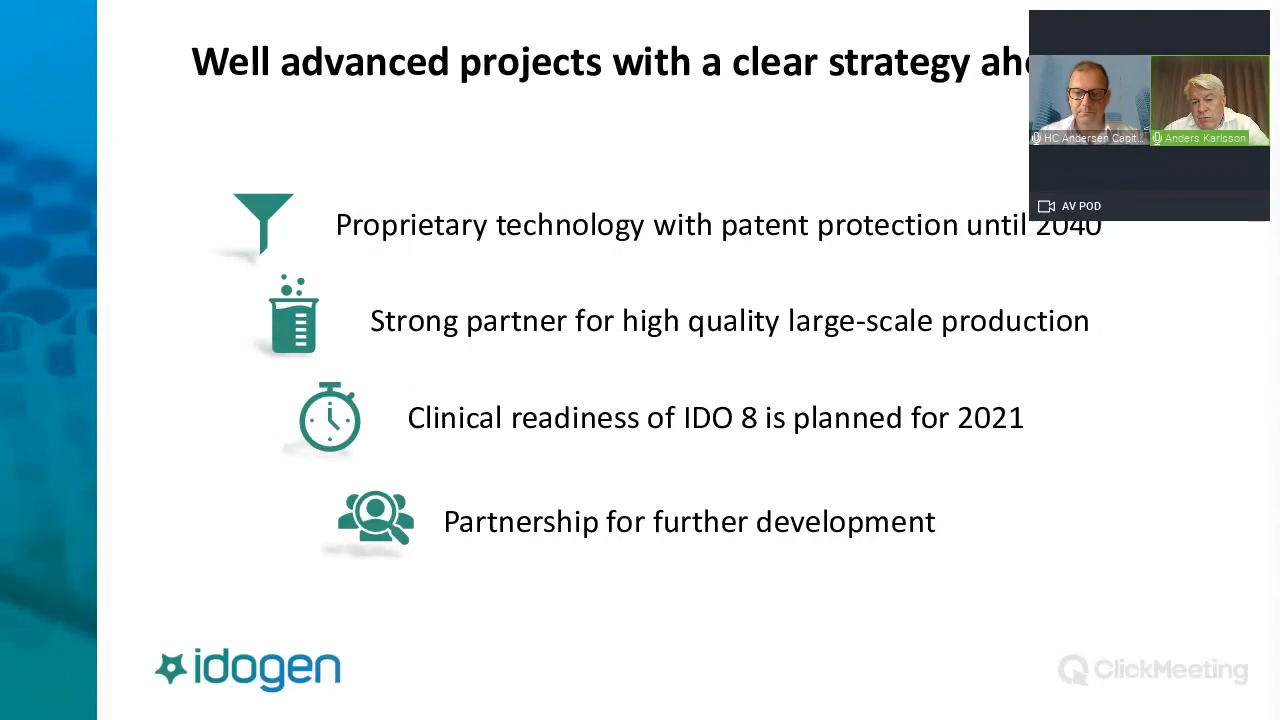 Well advanced projects with a clear strategy
HC Andersen Capit...
Anders Karlsson
AV POD
Proprietary technology with patent protection until 2040
Strong partner for high quality large-scale production
Clinical readiness of IDO 8 is planned for 2021
Partnership for further development
idogen
ClickMeeting